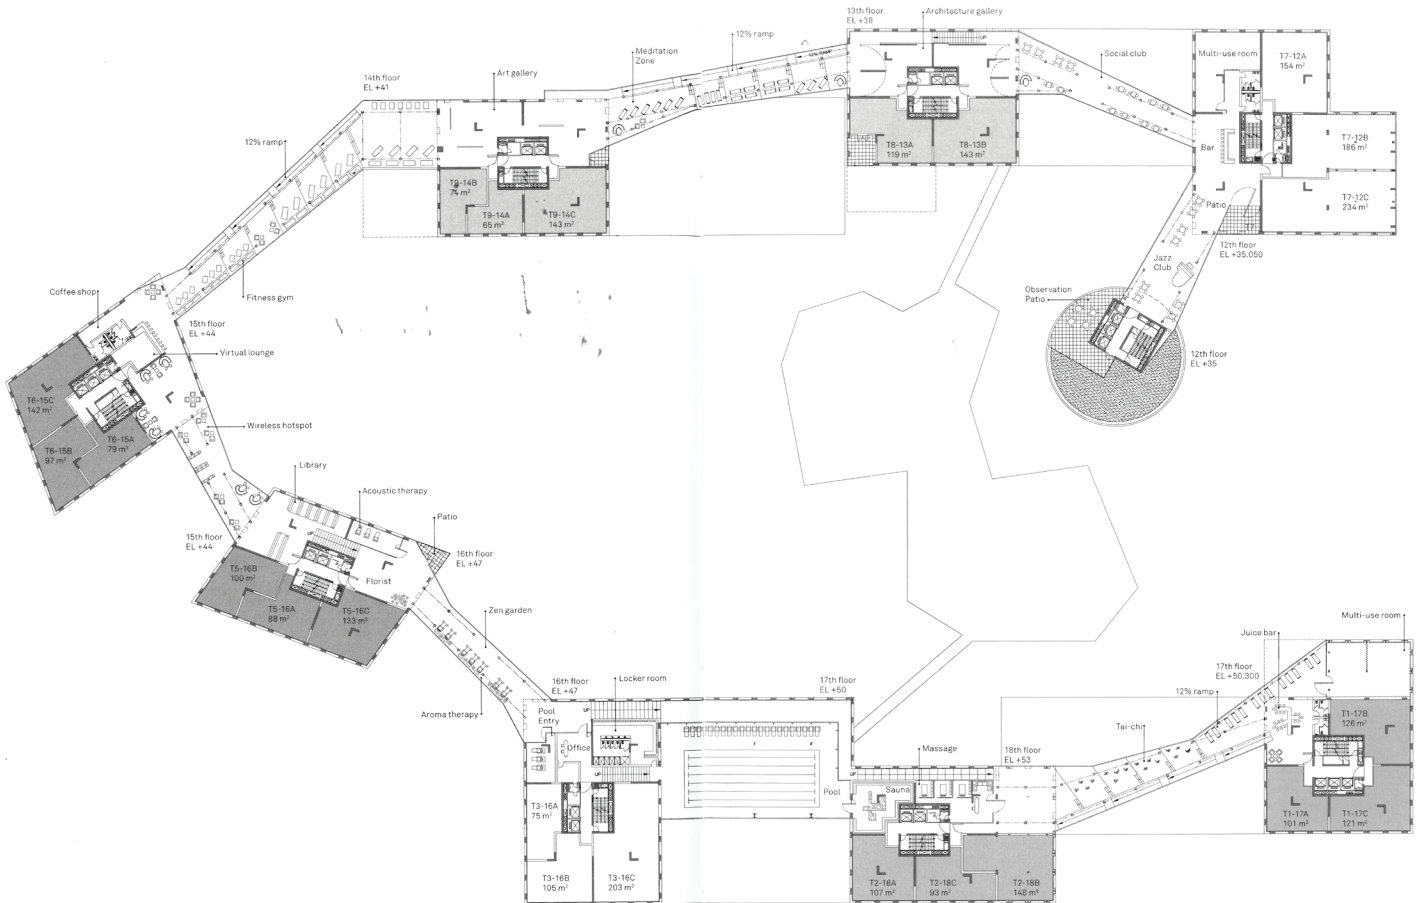 13th floor
EL +38
Architecture gallery
12% ramp
Meditation
Zone
12% RAMP
UP
Social club
Multi-use room
T7-12A
154 m²
14th floor
EL +41
Art gallery
12% ramp
T8-13A
119 m²
T8-13B
143 m²
Bar
T7-12B
186 m²
T9-14B
74 m²
T9-14A
65 m²
T9-14C
143 m²
Patio
T7-12C
234 m²
12th floor
EL +35.050
Jazz
Club
Observation
Patio
12th floor
EL +35
Coffee shop
Fitness gym
15th floor
EL +44
Virtual lounge
T6-15C
142 m²
T6-15B
97 m²
T6-15A
79 m²
Wireless hotspot
Library
Acoustic therapy
Patio
15th floor
EL +44
UP
16th floor
EL +47
T5-16B
100 m²
Florist
T5-16A
88 m²
T5-16C
133 m²
Zen garden
Aroma therapy
16th floor
EL +47
Locker room
17th floor
EL +50
Pool
Entry
UP
Office
UP
Pool
T3-16A
75 m²
T3-16B
105 m²
T3-16C
203 m²
Massage
18th floor
EL +53
UP
Sauna
T2-18A
107 m²
T2-18C
93 m²
T2-18B
148 m²
Tai-chi
12% ramp
17th floor
EL +50.300
Juice bar
Multi-use room
T1-17B
126 m²
T1-17A
101 m²
T1-17C
121 m²